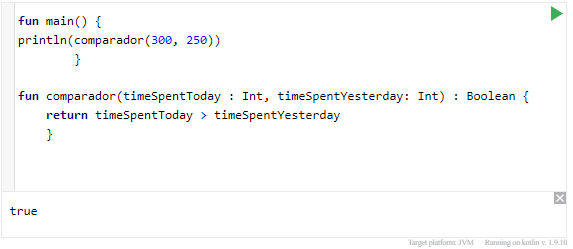 fun main() {
println(comparador(300, 250))
}
fun comparador(timeSpentToday : Int, timeSpentYesterday: Int) : Boolean {
return timeSpentToday > timeSpentYesterday
}
true
Target platform: JVM Running on kotlin v. 1.9.10